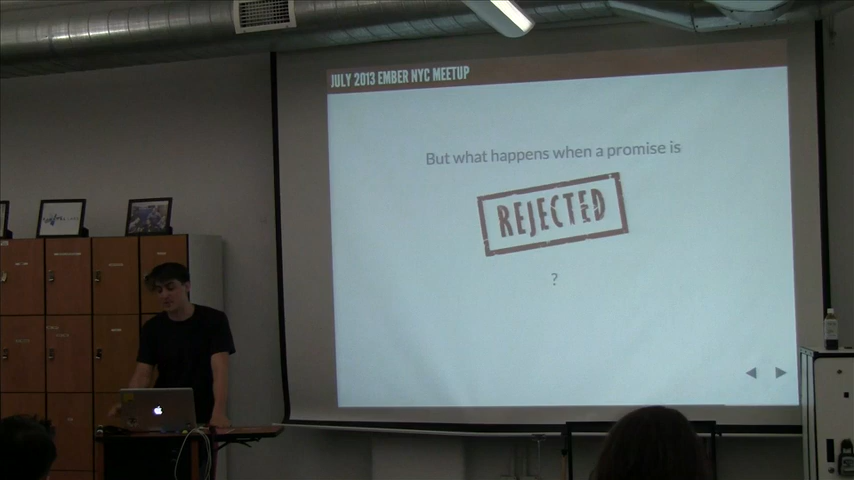 JULY 2013 EMBER NYC MEETUP
But what happens when a promise is
REJECTED
?